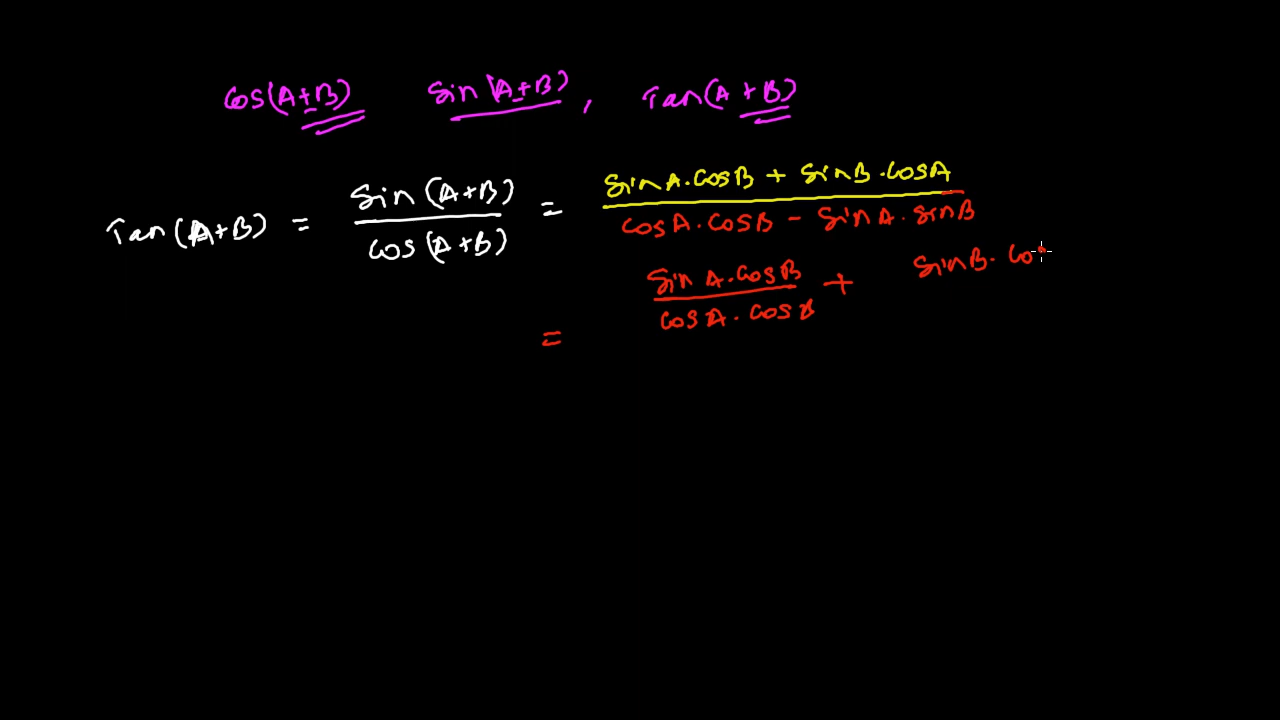 Cos(A+B) Sin(A+B), Tan(A+B)
Tan(A+B) = Sin(A+B) / Cos(A+B) = SinA.CosB + SinB.CosA / CosA.CosB - SinA.SinB
= SinA.CosB / CosA.CosB + SinB.Cos